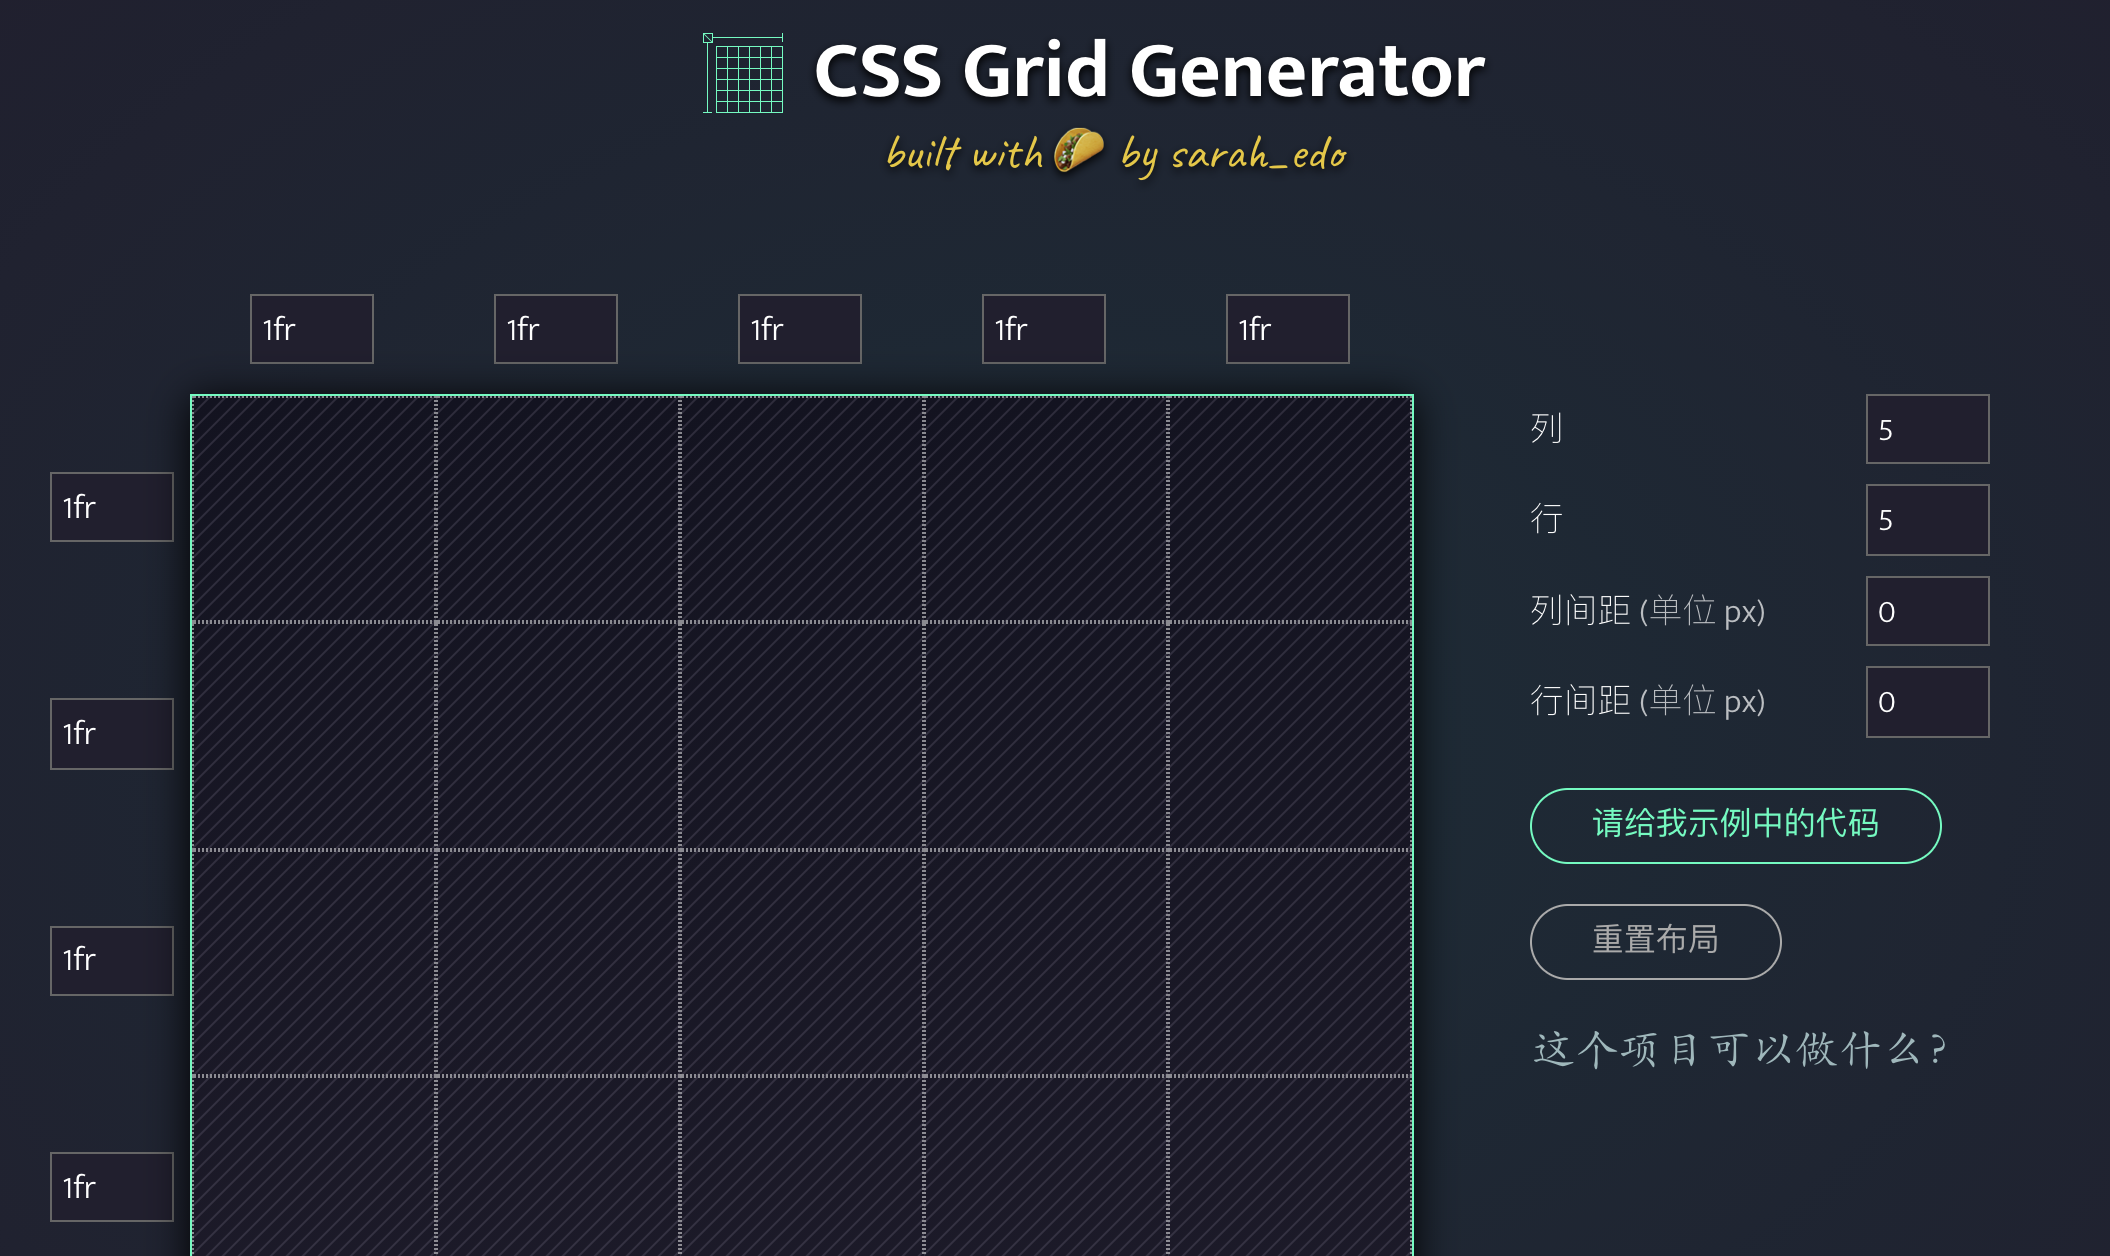 CSS Grid Generator
built with 🌮 by sarah_edo
1fr 1fr 1fr 1fr 1fr
列 5
1fr
行 5
列间距 (单位 px) 0
行间距 (单位 px) 0
1fr
请给我示例中的代码
重置布局
1fr
这个项目可以做什么?
1fr